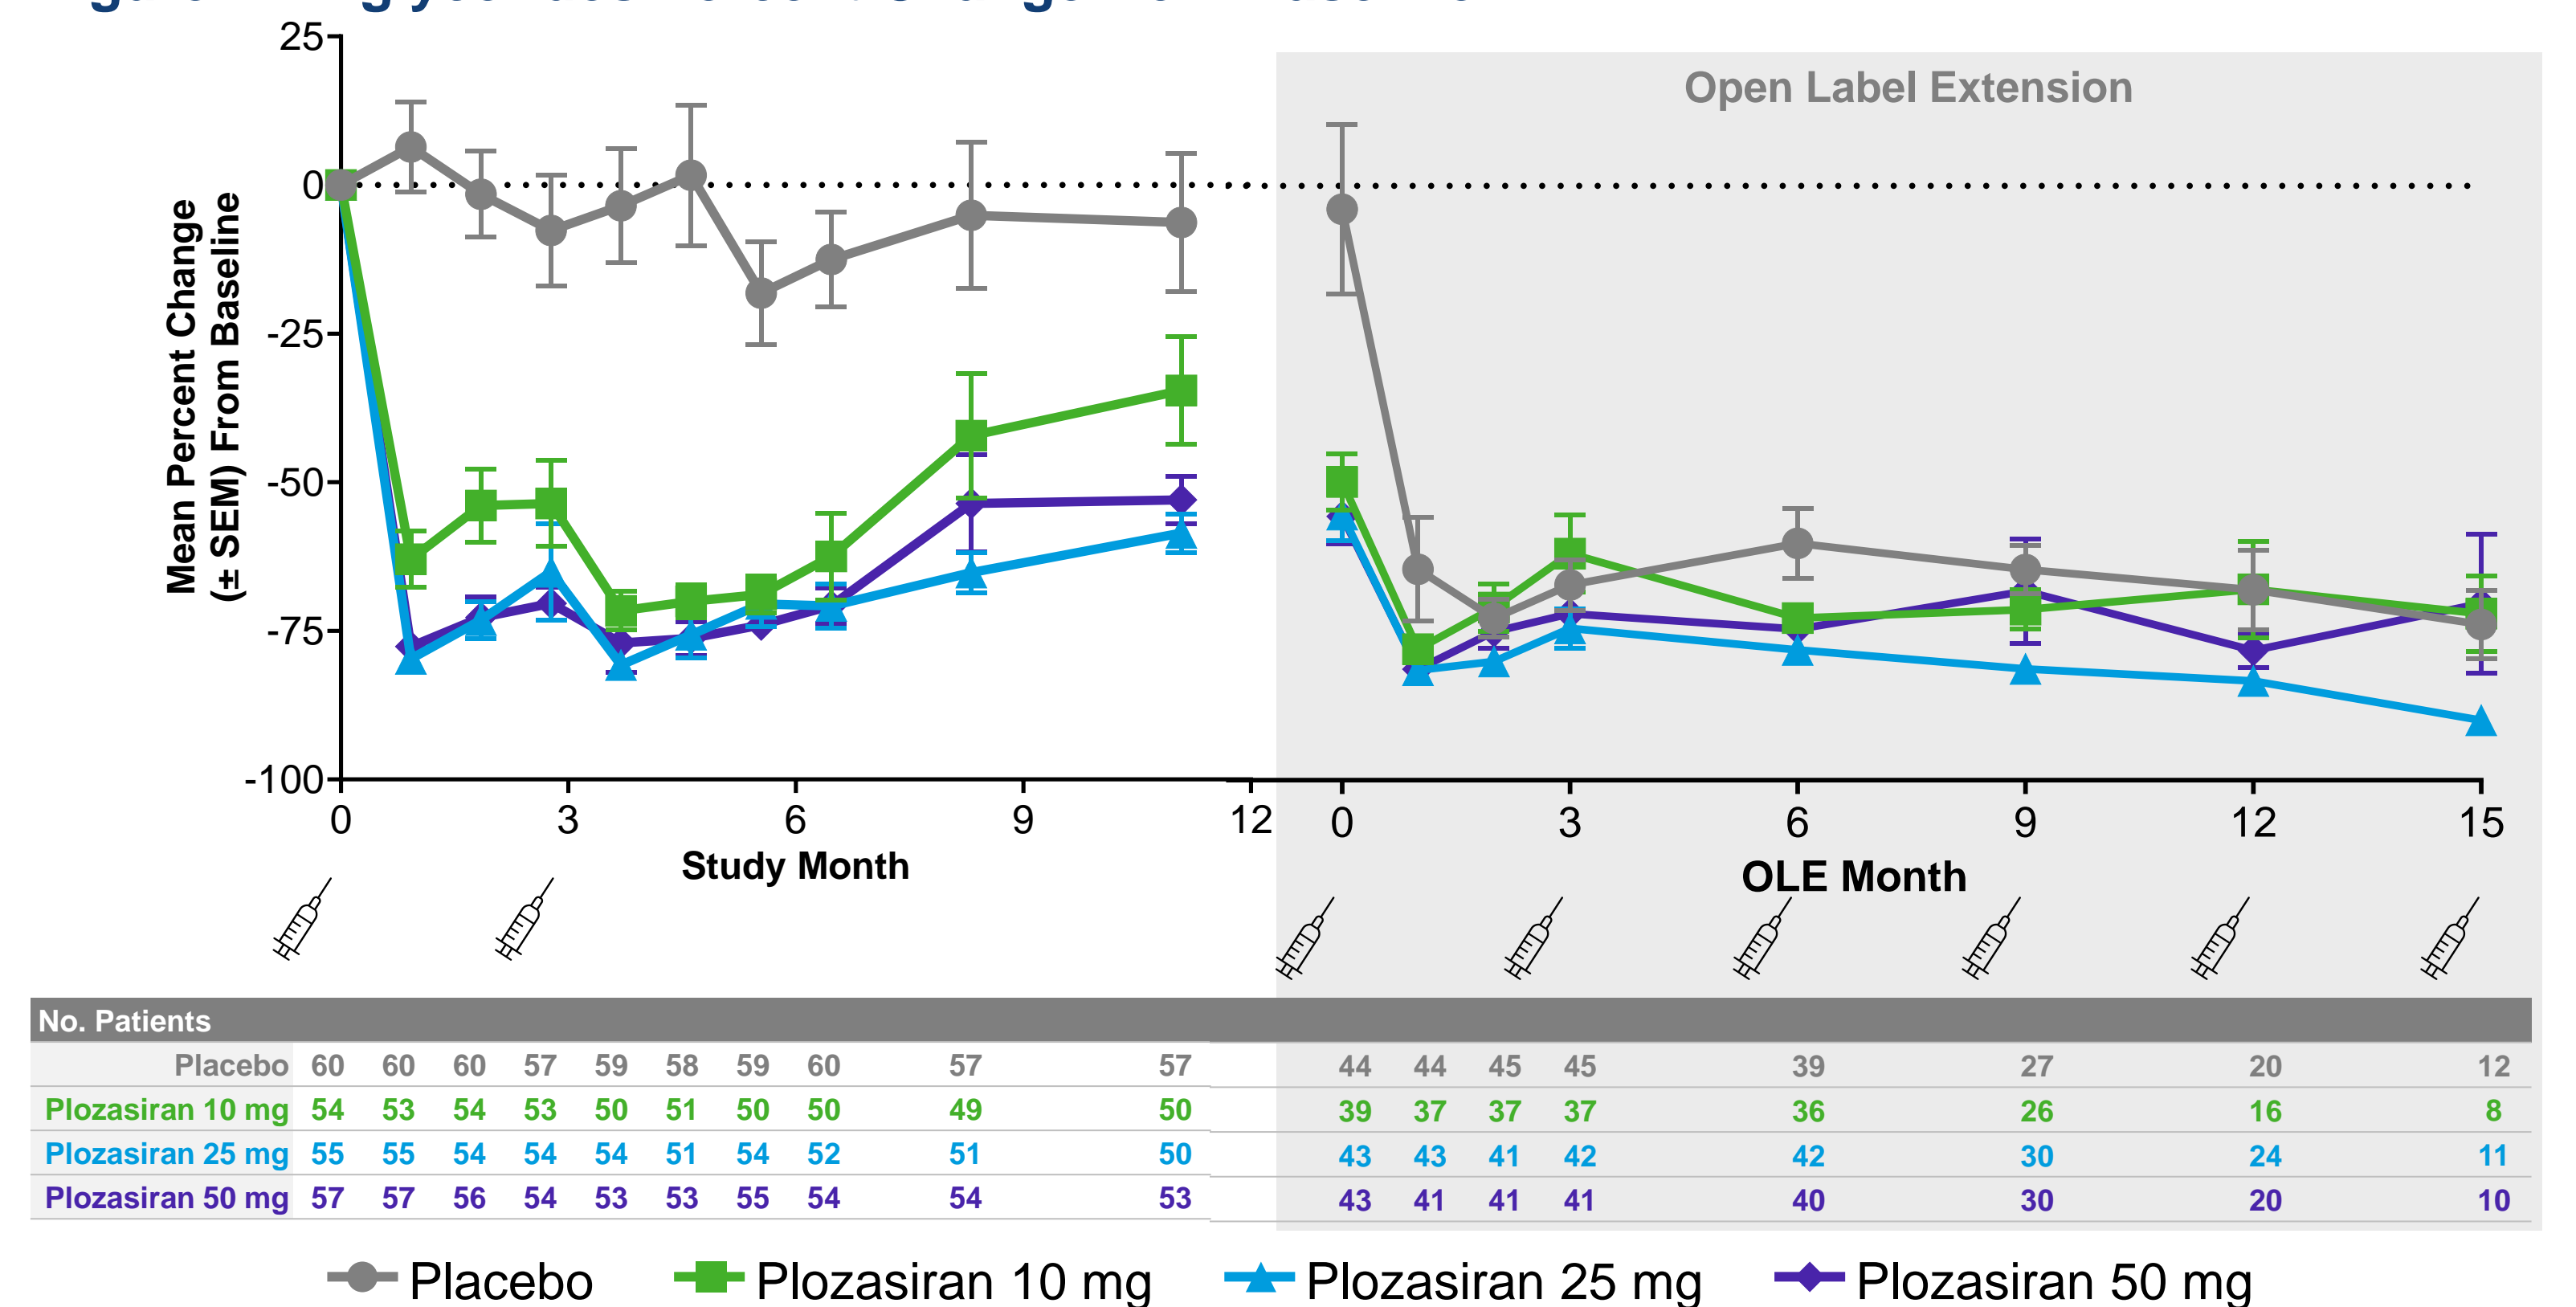 25
Open Label Extension
0
-25
-50
-75
-100
Mean Percent Change
(± SEM) From Baseline
0 3 6 9 12 0 3 6 9 12 15
Study Month
OLE Month
No. Patients
Placebo 60 60 60 57 59 58 59 60 57 57 44 44 45 45 39 27 20 12
Plozasiran 10 mg 54 53 54 53 50 51 50 50 49 50 39 37 37 37 36 26 16 8
Plozasiran 25 mg 55 55 54 54 54 51 54 52 51 50 43 43 41 42 42 30 24 11
Plozasiran 50 mg 57 57 56 54 53 53 55 54 54 53 43 41 41 41 40 30 20 10
Placebo Plozasiran 10 mg Plozasiran 25 mg Plozasiran 50 mg